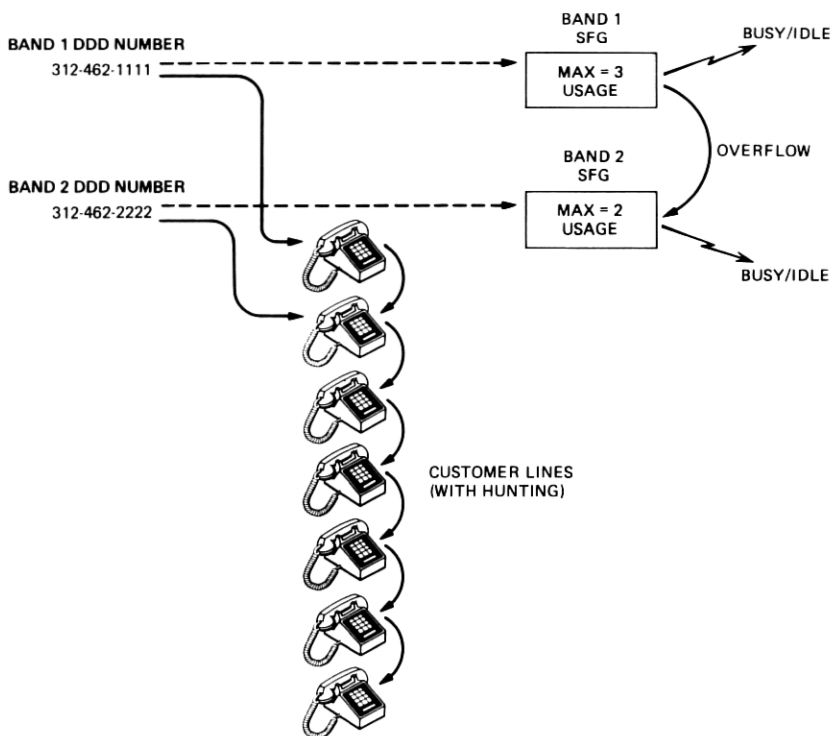 BAND 1 DDD NUMBER
312-462-1111
BAND 1
SFG
MAX = 3
USAGE
BUSY/IDLE
OVERFLOW
BAND 2 DDD NUMBER
312-462-2222
BAND 2
SFG
MAX = 2
USAGE
BUSY/IDLE
CUSTOMER LINES
(WITH HUNTING)